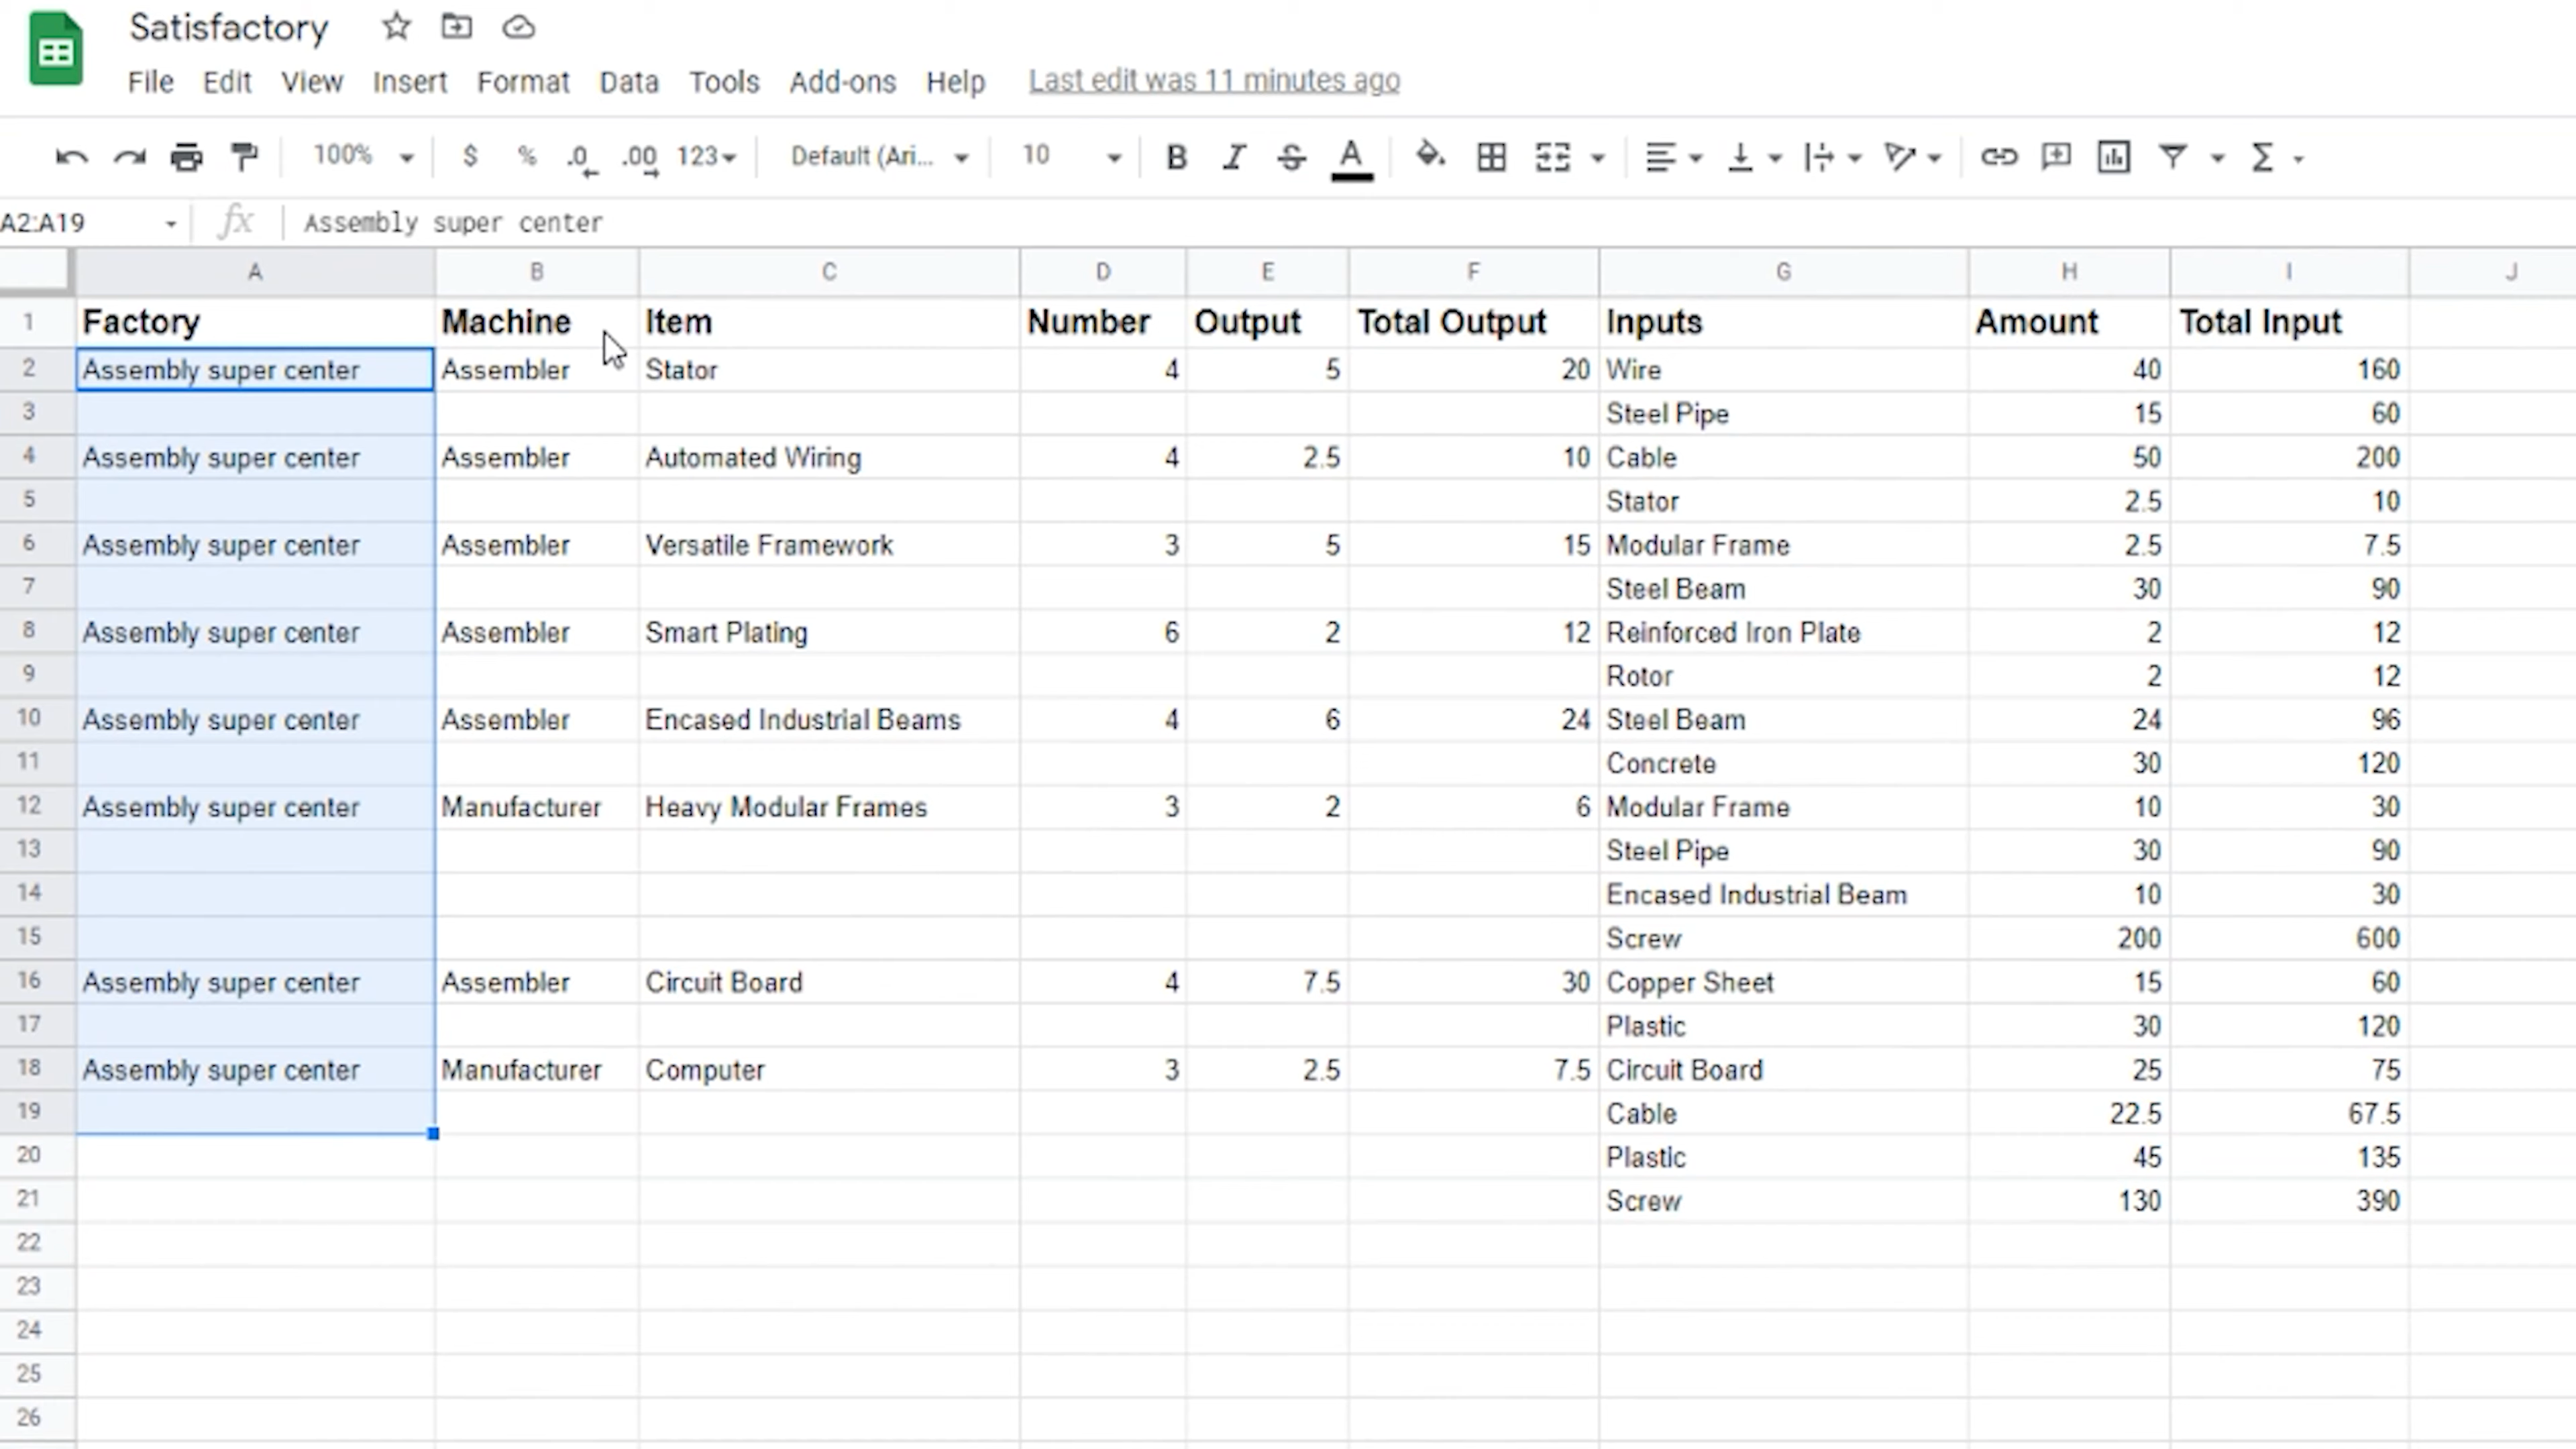 Satisfactory
File Edit View Insert Format Data Tools Add-ons Help Last edit was 11 minutes ago
100% $ % .0 .00 123 Default (Ari... 10 B I S A
A2:A19 fx Assembly super center
A B C D E F G H I J
1 Factory Machine Item Number Output Total Output Inputs Amount Total Input
2 Assembly super center Assembler Stator 4 5 20 Wire 40 160
3 Steel Pipe 15 60
4 Assembly super center Assembler Automated Wiring 4 2.5 10 Cable 50 200
5 Stator 2.5 10
6 Assembly super center Assembler Versatile Framework 3 5 15 Modular Frame 2.5 7.5
7 Steel Beam 30 90
8 Assembly super center Assembler Smart Plating 6 2 12 Reinforced Iron Plate 2 12
9 Rotor 2 12
10 Assembly super center Assembler Encased Industrial Beams 4 6 24 Steel Beam 24 96
11 Concrete 30 120
12 Assembly super center Manufacturer Heavy Modular Frames 3 2 6 Modular Frame 10 30
13 Steel Pipe 30 90
14 Encased Industrial Beam 10 30
15 Screw 200 600
16 Assembly super center Assembler Circuit Board 4 7.5 30 Copper Sheet 15 60
17 Plastic 30 120
18 Assembly super center Manufacturer Computer 3 2.5 7.5 Circuit Board 25 75
19 Cable 22.5 67.5
20 Plastic 45 135
21 Screw 130 390
22
23
24
25
26